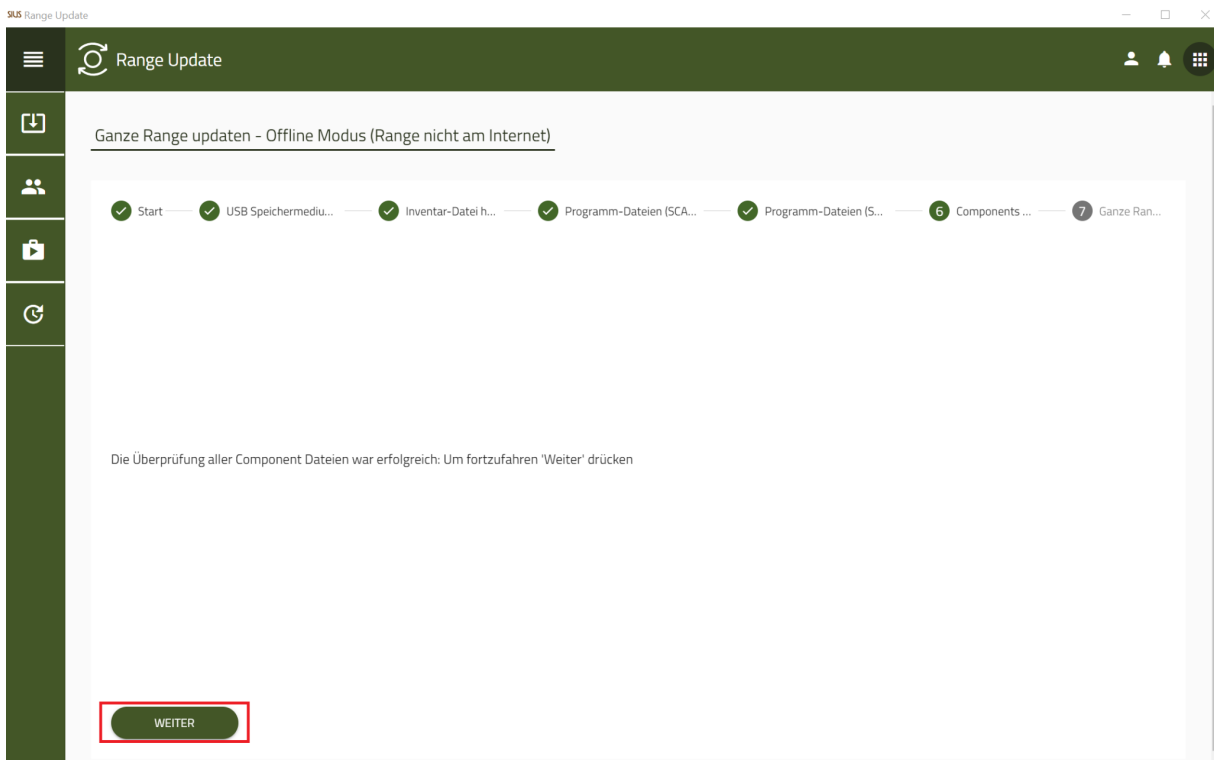 SIUS Range Update
Range Update
Ganze Range updaten - Offline Modus (Range nicht am Internet)
Start USB Speichermediu... Inventar-Datei h... Programm-Dateien (SCA... Programm-Dateien (S... 6 Components ... 7 Ganze Ran...
Die Überprüfung aller Component Dateien war erfolgreich: Um fortzufahren 'Weiter' drücken
WEITER